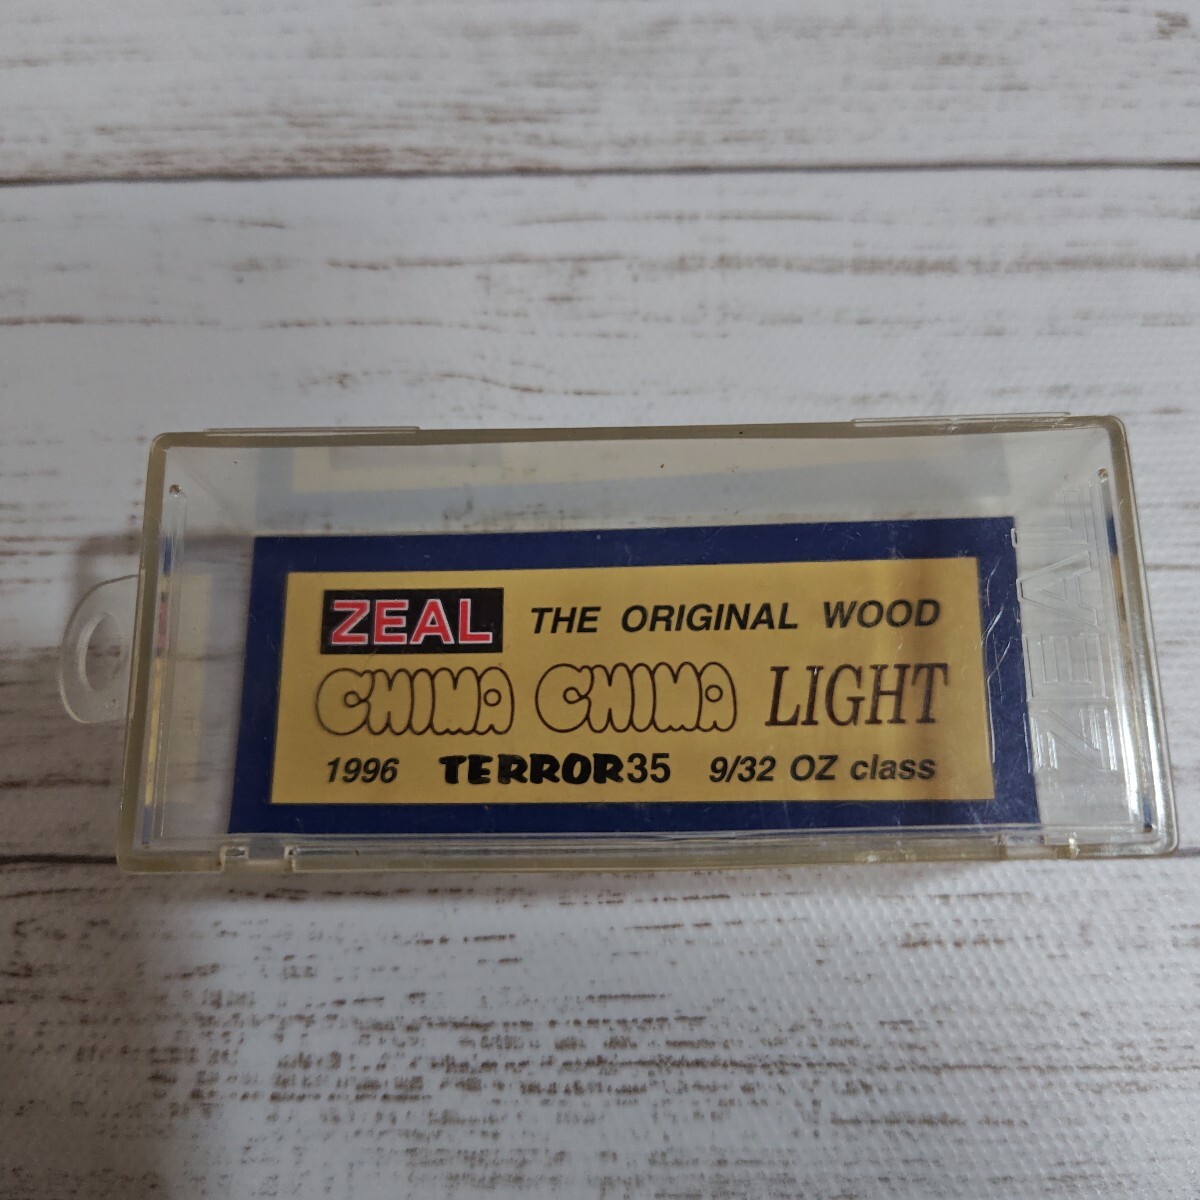 ZEAL THE ORIGINAL WOOD
CHIMA CHIMA LIGHT
1996 TERROR35 9/32 OZ class
ZEAL